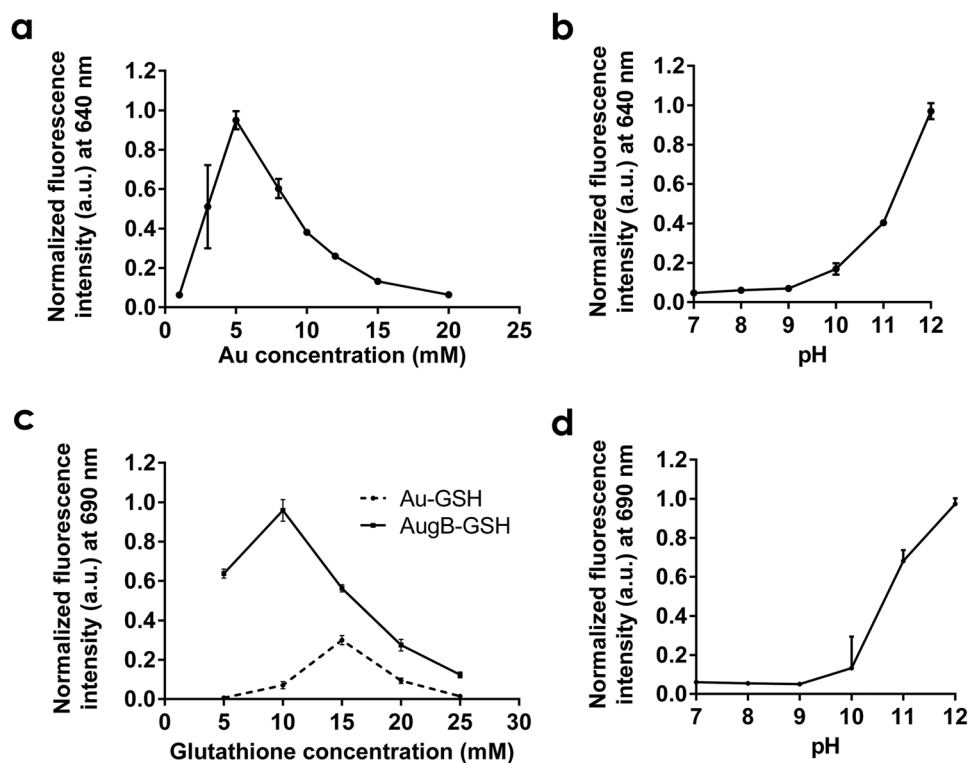 a
Normalized fluorescence
intensity (a.u.) at 640 nm
1.2
1.0
0.8
0.6
0.4
0.2
0.0
0 5 10 15 20 25
Au concentration (mM)
b
Normalized fluorescence
intensity (a.u.) at 640 nm
1.2
1.0
0.8
0.6
0.4
0.2
0.0
7 8 9 10 11 12
pH
c
Normalized fluorescence
intensity (a.u.) at 690 nm
1.2
1.0
0.8
0.6
0.4
0.2
0.0
0 5 10 15 20 25 30
Glutathione concentration (mM)
Au-GSH
AugB-GSH
d
Normalized fluorescence
intensity (a.u.) at 690 nm
1.2
1.0
0.8
0.6
0.4
0.2
0.0
7 8 9 10 11 12
pH